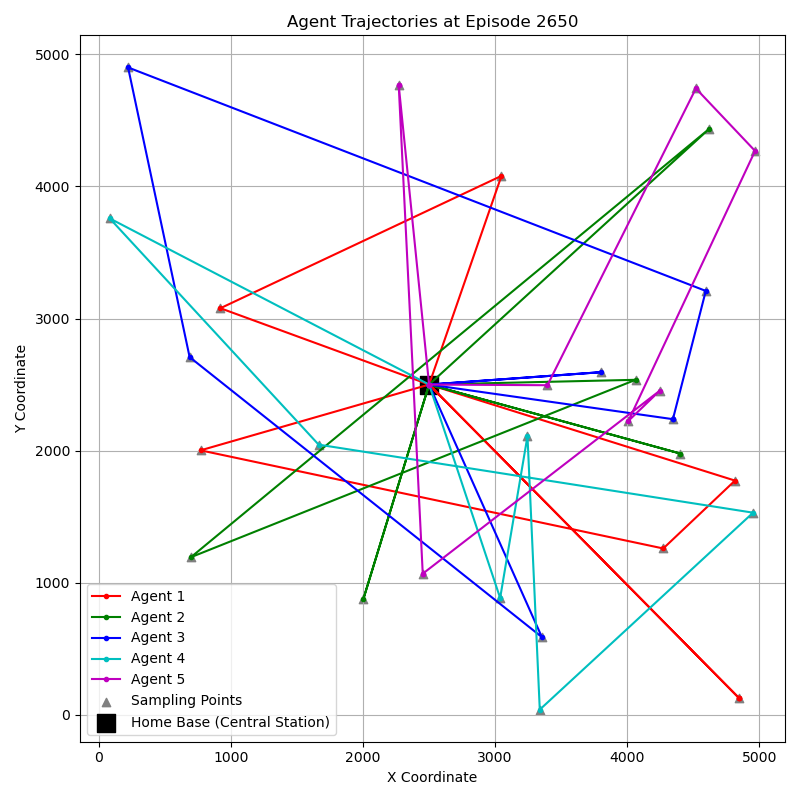 Agent Trajectories at Episode 2650
Y Coordinate
5000
4000
3000
2000
1000
0
Agent 1
Agent 2
Agent 3
Agent 4
Agent 5
Sampling Points
Home Base (Central Station)
0 1000 2000 3000 4000 5000
X Coordinate